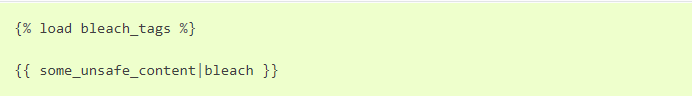 {% load bleach_tags %}
{{ some_unsafe_content|bleach }}